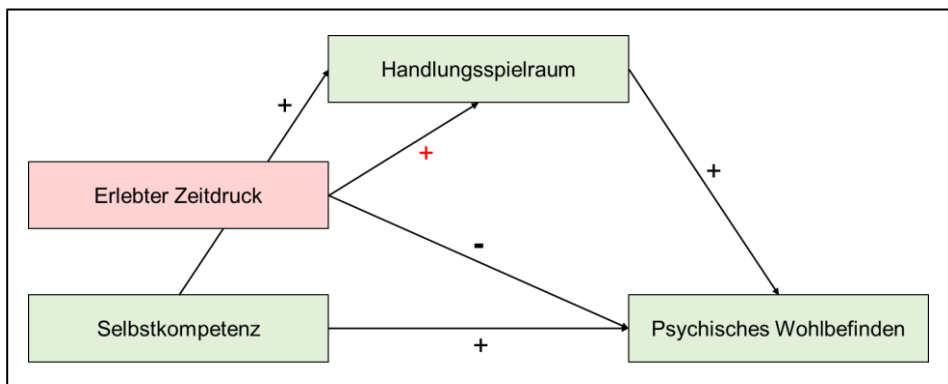 Handlungsspielraum
+
+
+
Erlebter Zeitdruck
-
Selbstkompetenz
+
Psychisches Wohlbefinden